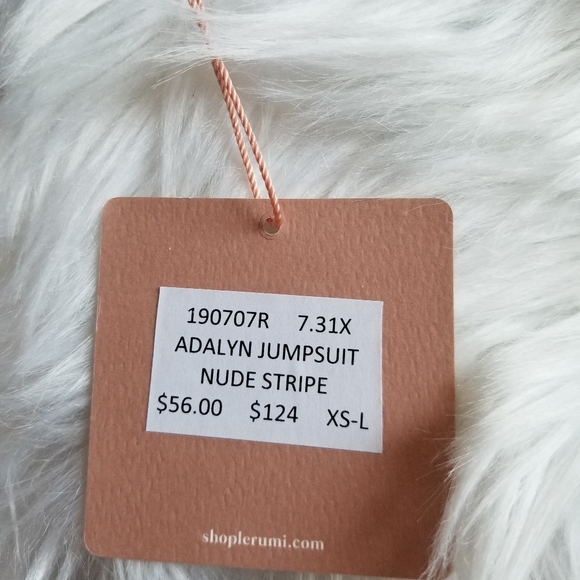 190707R 7.31X
ADALYN JUMPSUIT
NUDE STRIPE
$56.00 $124 XS-L
shoplerumi.com